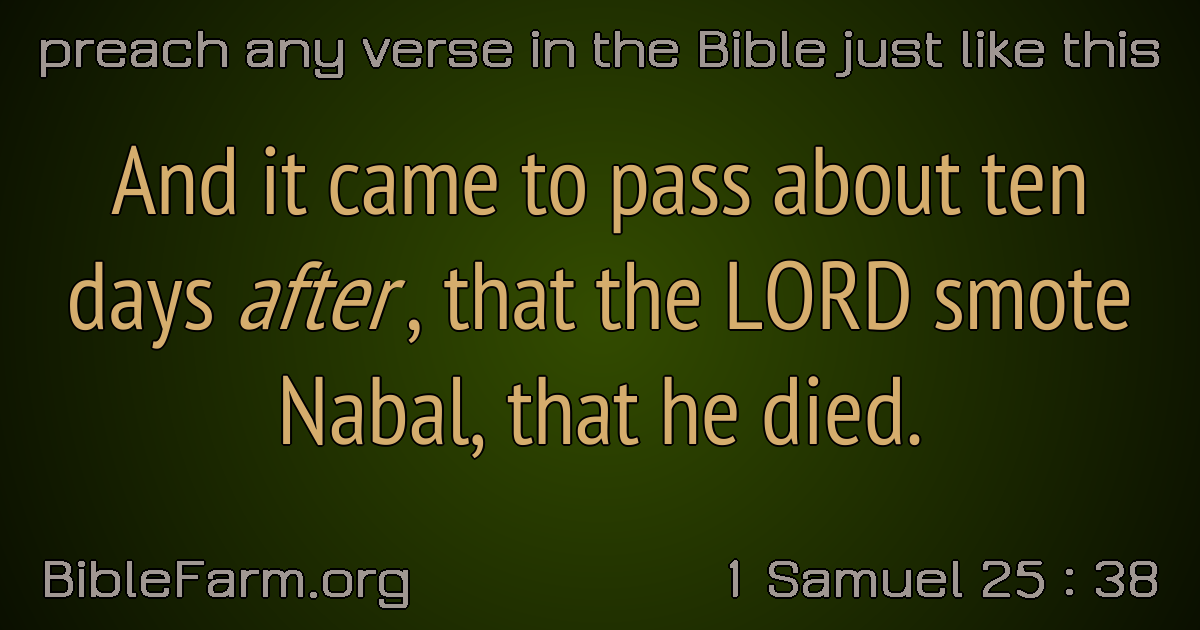 preach any verse in the Bible just like this
And it came to pass about ten
days after, that the LORD smote
Nabal, that he died.
BibleFarm.org
1 Samuel 25 : 38